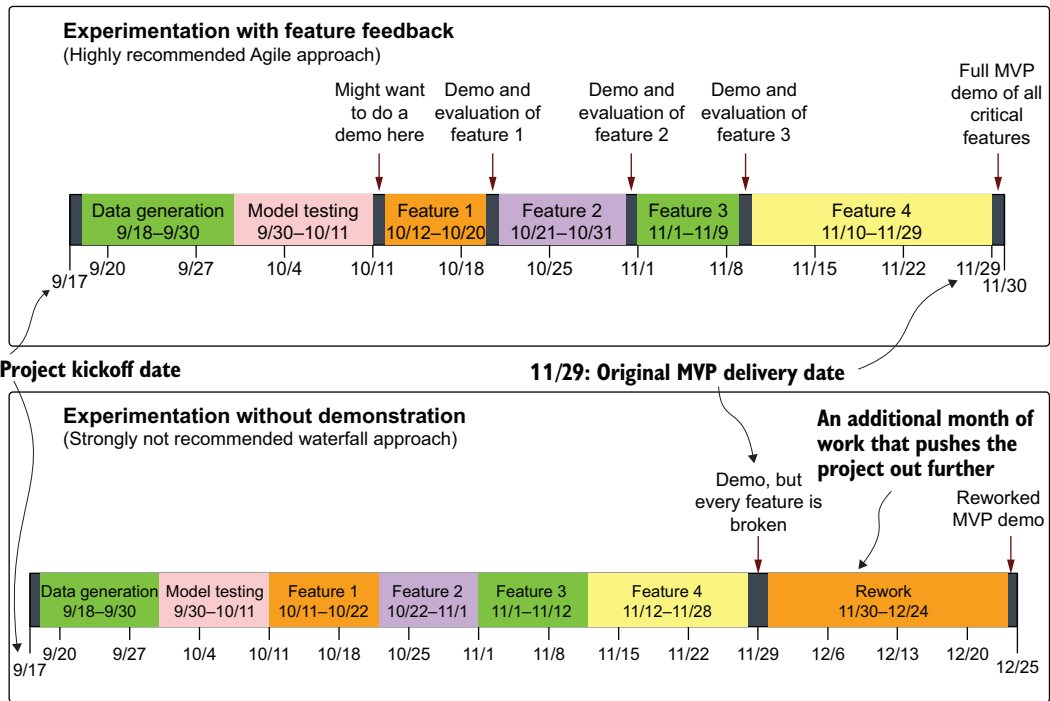 Experimentation with feature feedback
(Highly recommended Agile approach)
Might want
to do a
demo here
Demo and
evaluation of
feature 1
Demo and
evaluation of
feature 2
Demo and
evaluation of
feature 3
Full MVP
demo of all
critical
features
Data generation
9/18–9/30
Model testing
9/30–10/11
Feature 1
10/12–10/20
Feature 2
10/21–10/31
Feature 3
11/1–11/9
Feature 4
11/10–11/29
9/17
9/20
9/27
10/4
10/11
10/18
10/25
11/1
11/8
11/15
11/22
11/29
11/30
Project kickoff date
11/29: Original MVP delivery date
Experimentation without demonstration
(Strongly not recommended waterfall approach)
An additional month of
work that pushes the
project out further
Demo, but
every feature is
broken
Reworked
MVP demo
Data generation
9/18–9/30
Model testing
9/30–10/11
Feature 1
10/11–10/22
Feature 2
10/22–11/1
Feature 3
11/1–11/12
Feature 4
11/12–11/28
Rework
11/30–12/24
9/17
9/20
9/27
10/4
10/11
10/18
10/25
11/1
11/8
11/15
11/22
11/29
12/6
12/13
12/20
12/25